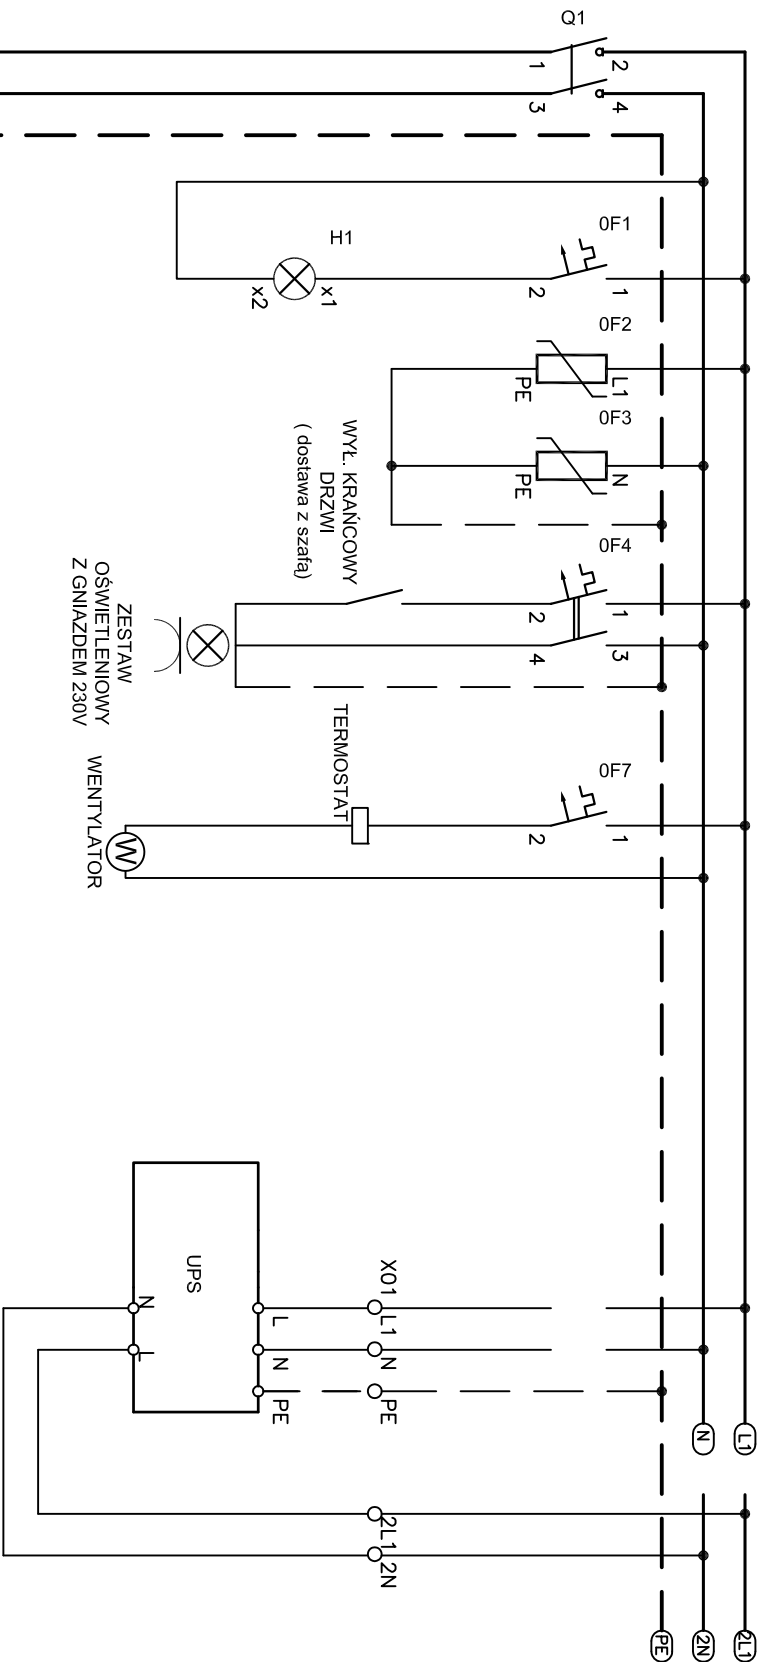 Q1
1
2
3
4
0F1
H1
x2
x1
2
1
0F2
PE
L1
0F3
PE
N
WYŁ. KRAŃCOWY
DRZWI
( dostawa z szafą)
0F4
2
1
4
3
ZESTAW
OŚWIETLENIOWY
Z GNIAZDEM 230V
TERMOSTAT
0F7
2
1
WENTYLATOR
W
UPS
N
L
L
N
PE
X01
L1
N
PE
N
L1
2L1
2N
PE
2N
2L1